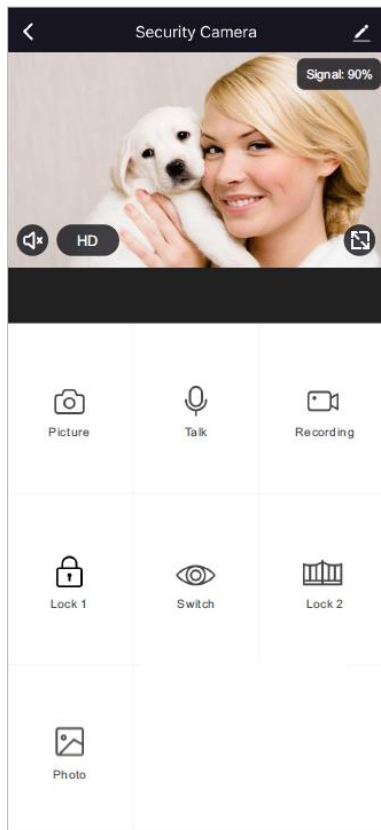 Security Camera
Signal: 90%
HD
Picture Talk Recording
Lock 1 Switch Lock 2
Photo